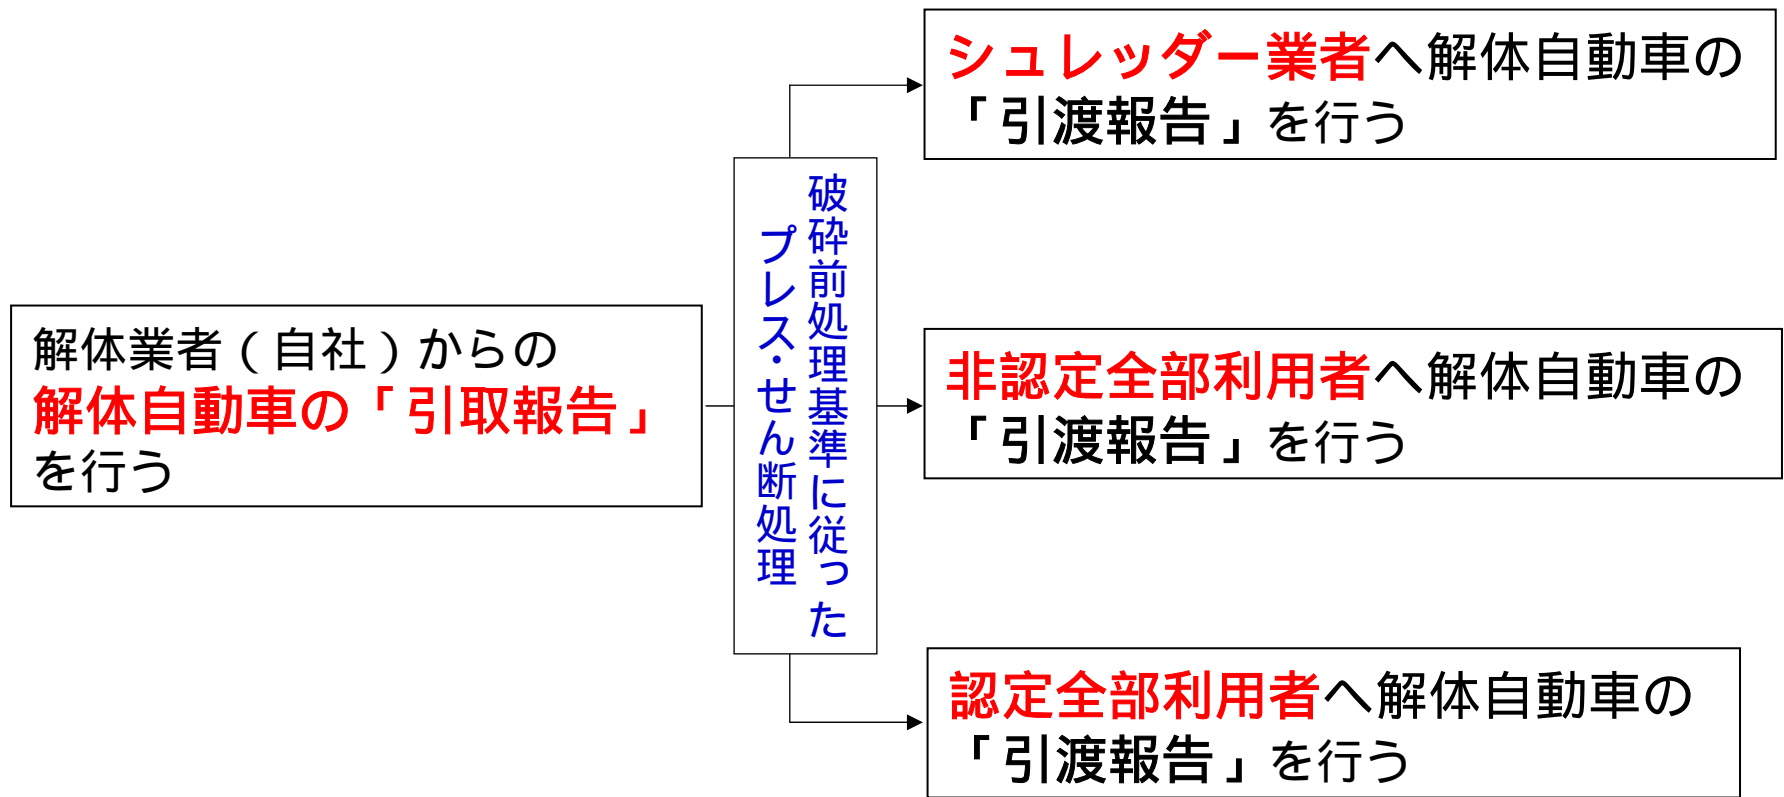 解体業者（自社）からの
解体自動車の「引取報告」
を行う
破砕前処理基準に従った
プレス・せん断処理
シュレッダー業者へ解体自動車の
「引渡報告」を行う
非認定全部利用者へ解体自動車の
「引渡報告」を行う
認定全部利用者へ解体自動車の
「引渡報告」を行う